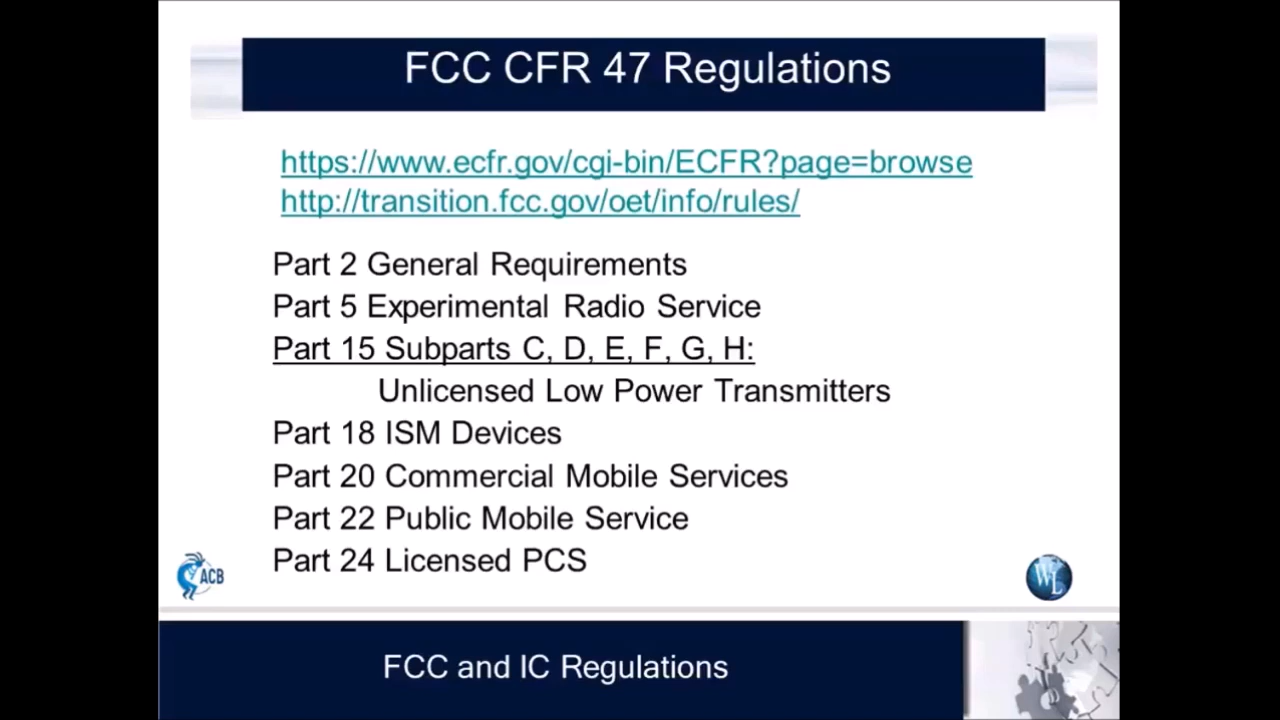 FCC CFR 47 Regulations
https://www.ecfr.gov/cgi-bin/ECFR?page=browse
http://transition.fcc.gov/oet/info/rules/
Part 2 General Requirements
Part 5 Experimental Radio Service
Part 15 Subparts C, D, E, F, G, H:
Unlicensed Low Power Transmitters
Part 18 ISM Devices
Part 20 Commercial Mobile Services
Part 22 Public Mobile Service
Part 24 Licensed PCS
ACB
WL
FCC and IC Regulations